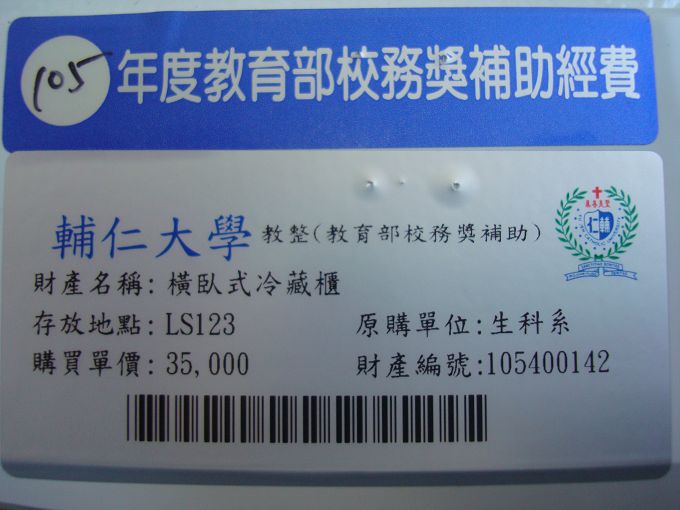 105 年度教育部校務獎補助經費
輔仁大學 教整(教育部校務獎補助)
財產名稱: 橫臥式冷藏櫃
存放地點: LS123 原購單位: 生科系
購買單價: 35,000 財產編號:105400142